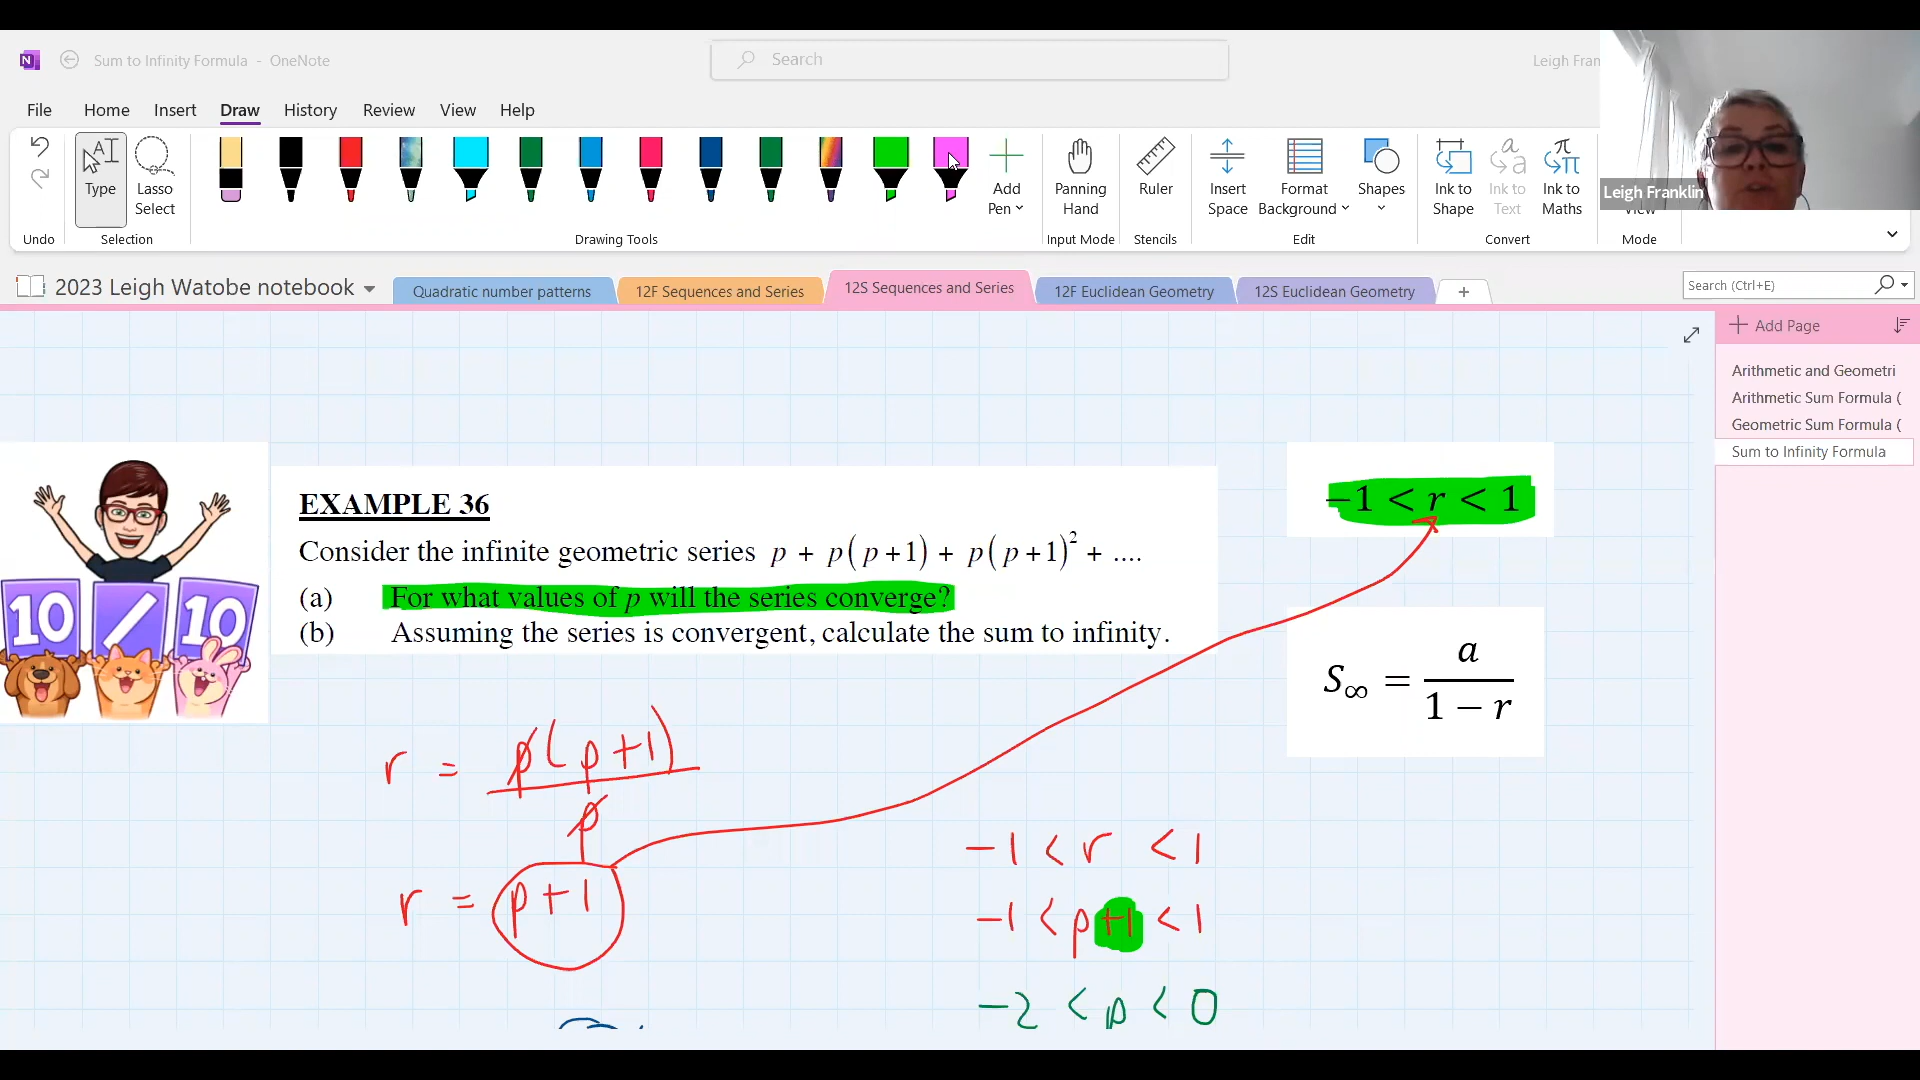 Sum to Infinity Formula - OneNote
Search
Leigh Fran
File Home Insert Draw History Review View Help
Type
Lasso Select
Add Pen
Panning Hand
Ruler
Insert Space
Format Background
Shapes
Ink to Shape
Ink to Text
Ink to Maths
View
Leigh Franklin
Undo Selection Drawing Tools Input Mode Stencils Edit Convert Mode
2023 Leigh Watobe notebook
Quadratic number patterns
12F Sequences and Series
12S Sequences and Series
12F Euclidean Geometry
12S Euclidean Geometry
Search (Ctrl+E)
Add Page
Arithmetic and Geometri
Arithmetic Sum Formula (
Geometric Sum Formula (
Sum to Infinity Formula
10 / 10
EXAMPLE 36
Consider the infinite geometric series p + p(p+1) + p(p+1)² + ....
(a) For what values of p will the series converge?
(b) Assuming the series is convergent, calculate the sum to infinity.
−1 < r < 1
S∞ = a / (1 − r)
r = p(p+1) / p
r = p+1
−1 < r < 1
−1 < p+1 < 1
−2 < p < 0